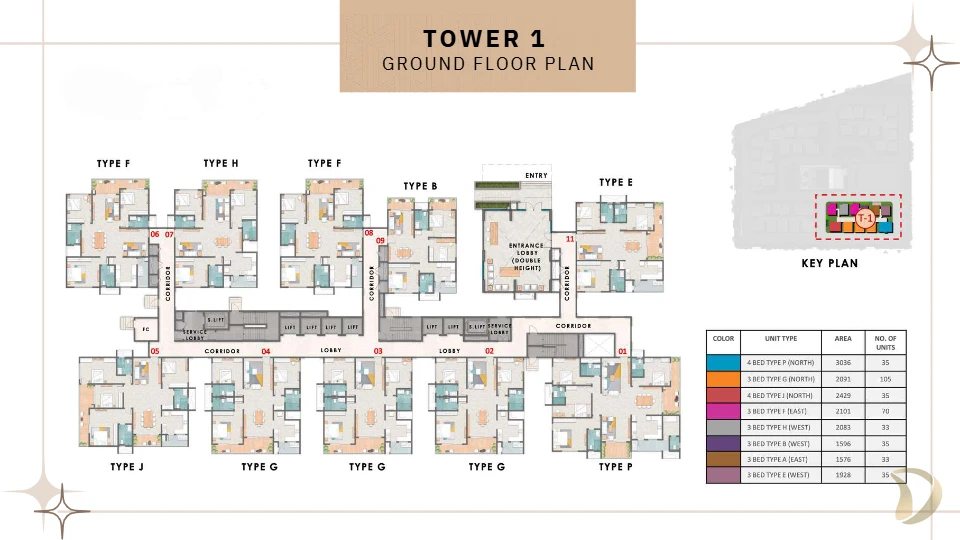 TOWER 1
GROUND FLOOR PLAN
TYPE F
TYPE H
TYPE F
TYPE B
ENTRY
TYPE E
06 07
08
09
11
ENTRANCE
LOBBY
(DOUBLE
HEIGHT)
CORRIDOR
CORRIDOR
CORRIDOR
T-1
KEY PLAN
FC
S.LIFT
SERVICE
LOBBY
LIFT
LIFT
LIFT
LIFT
LIFT
LIFT
S.LIFT
SERVICE
LOBBY
CORRIDOR
05
CORRIDOR
04
LOBBY
03
LOBBY
02
01
TYPE J
TYPE G
TYPE G
TYPE G
TYPE P
COLOR UNIT TYPE AREA NO. OF UNITS
4 BED TYPE P (NORTH) 3036 35
3 BED TYPE G (NORTH) 2091 105
4 BED TYPE J (NORTH) 2429 35
3 BED TYPE F (EAST) 2101 70
3 BED TYPE H (WEST) 2083 33
3 BED TYPE B (WEST) 1596 35
3 BED TYPE A (EAST) 1576 33
3 BED TYPE E (WEST) 1928 35